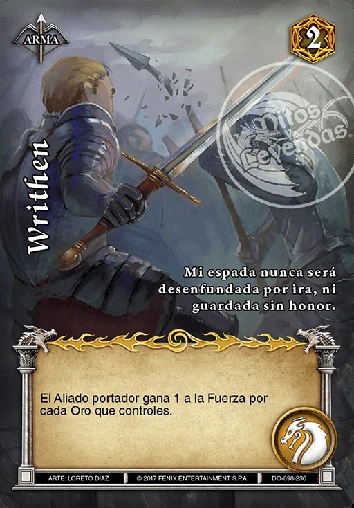 ARMA
2
Mitos
Leyendas
Writhen
Mi espada nunca será
desenfundada por ira, ni
guardada sin honor.
El Aliado portador gana 1 a la Fuerza por
cada Oro que controles.
ARTE: LORETO DIAZ
© 2017 FENIX ENTERTAINMENT S.PA.